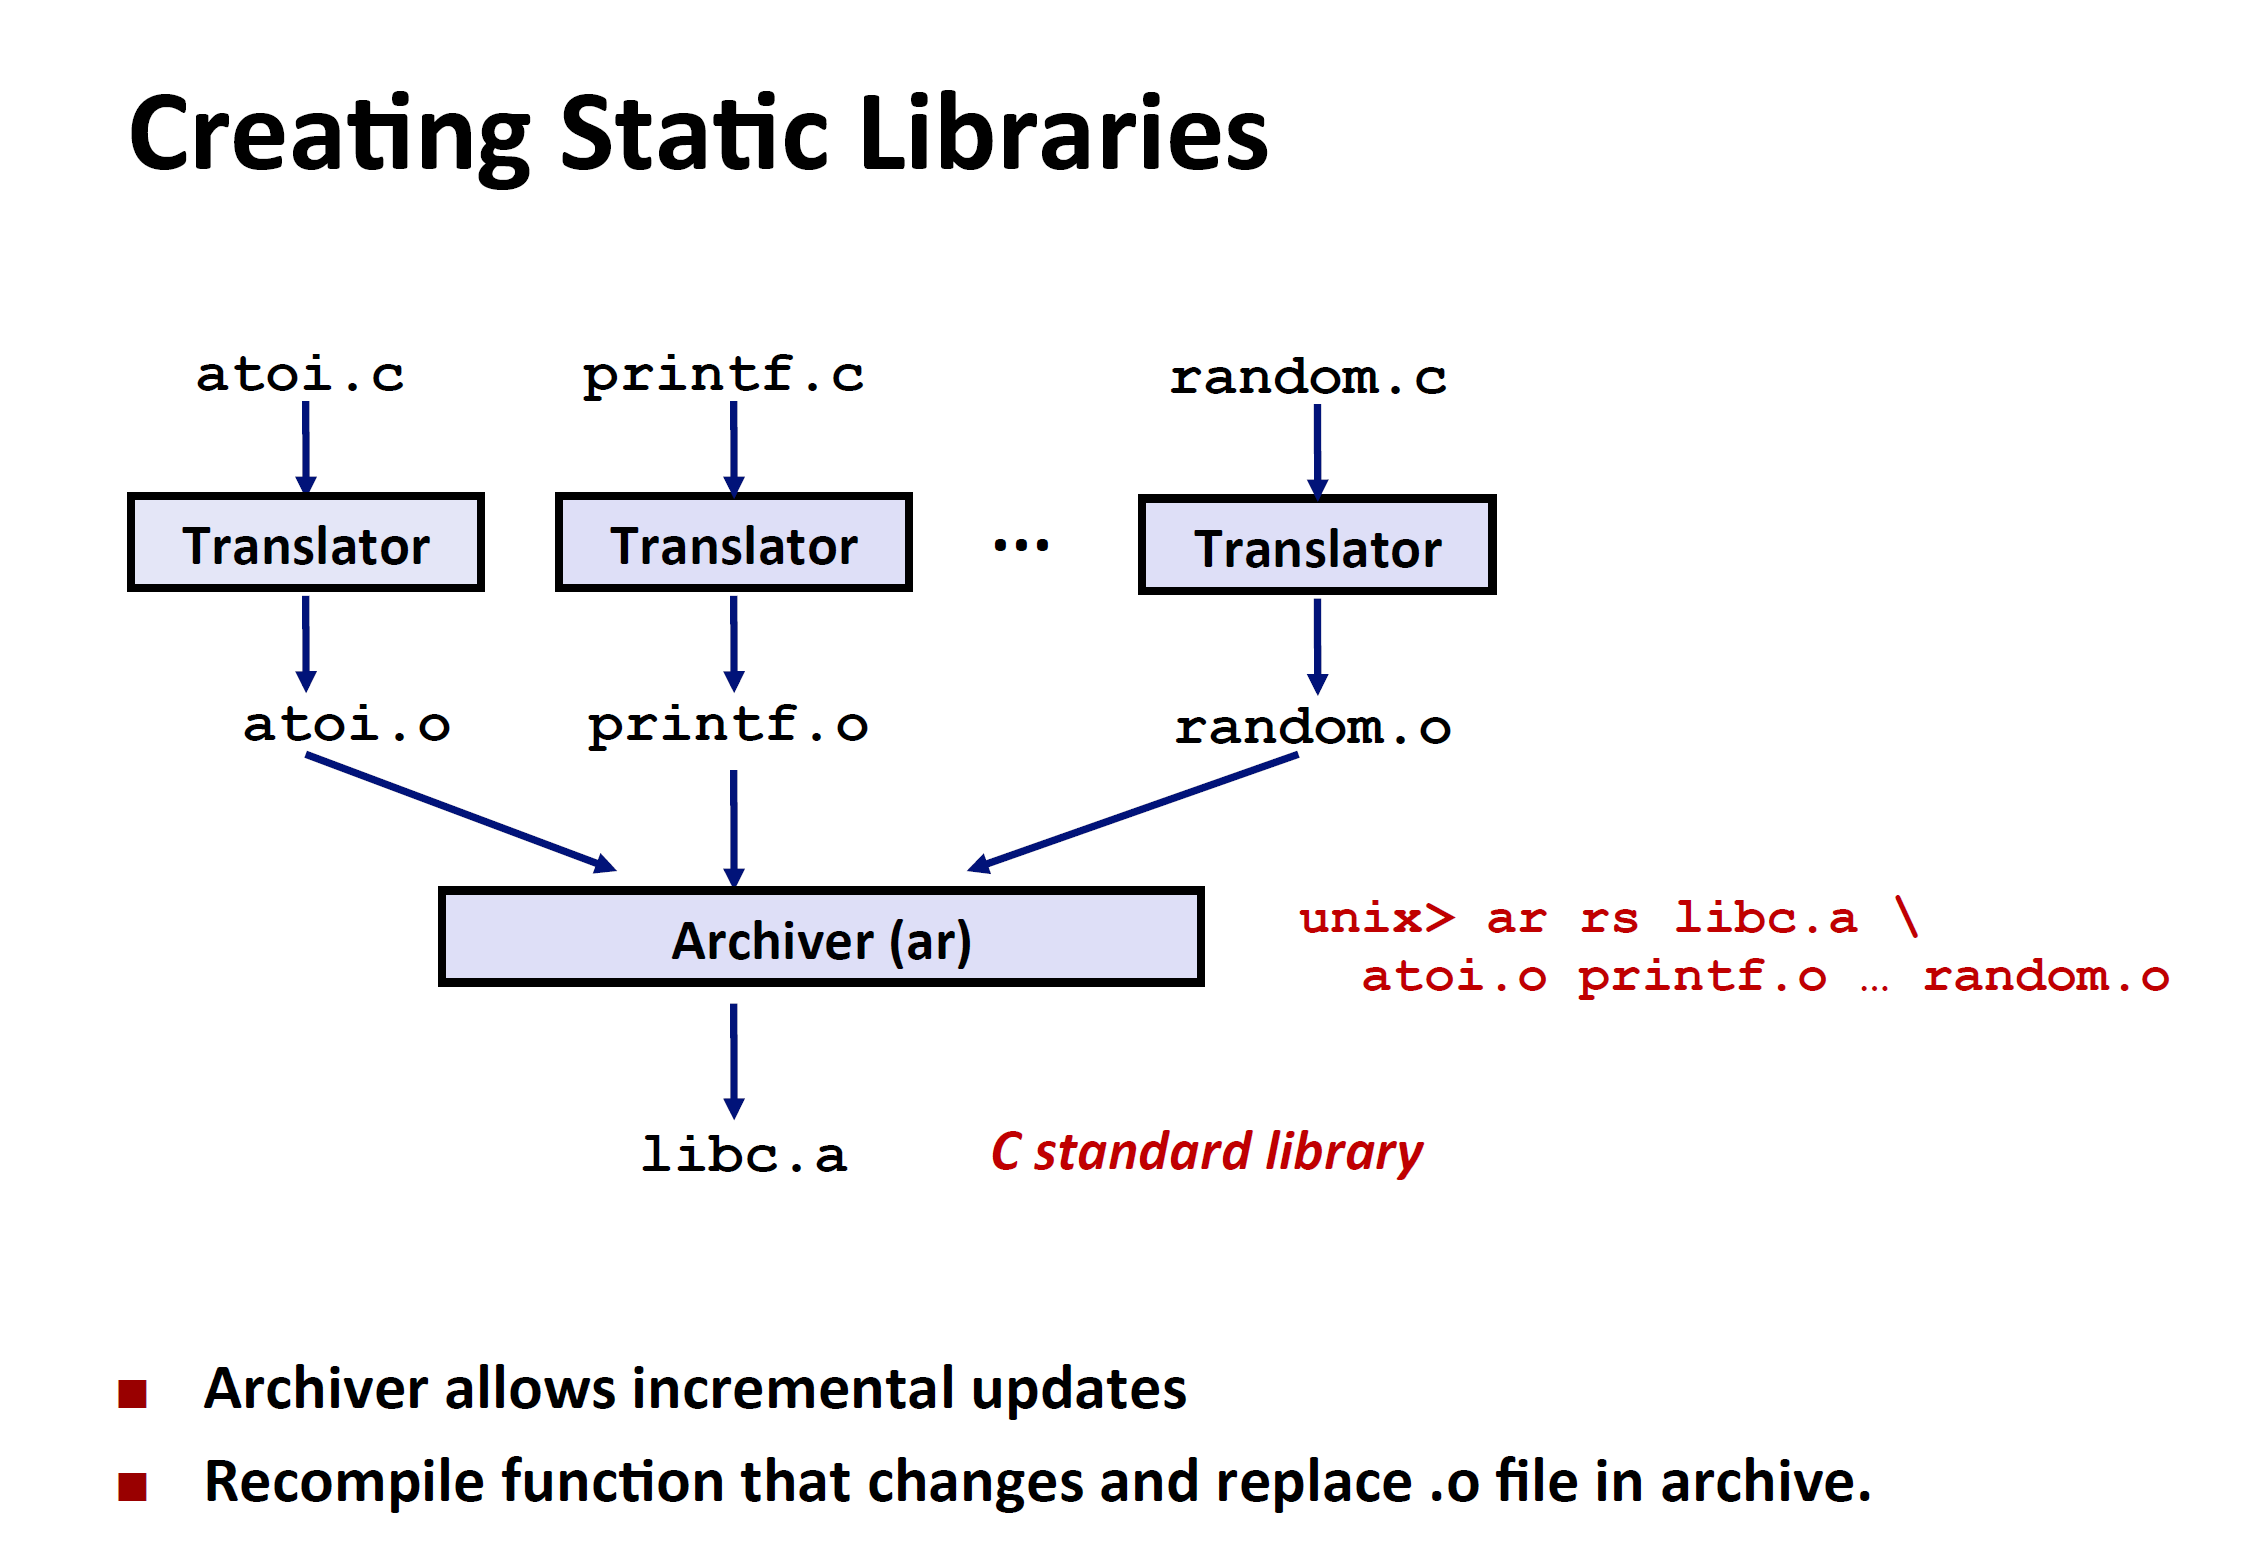 Creating Static Libraries
atoi.c printf.c random.c
Translator Translator ... Translator
atoi.o printf.o random.o
Archiver (ar)
unix> ar rs libc.a \
atoi.o printf.o … random.o
libc.a C standard library
Archiver allows incremental updates
Recompile function that changes and replace .o file in archive.